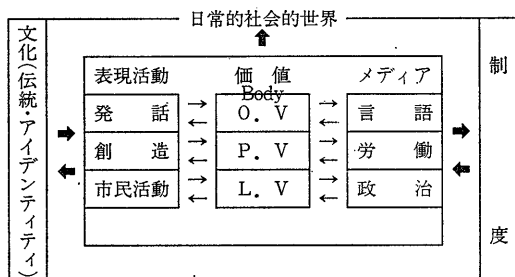 日常的社会的世界
文化(伝統・アイデンティティ)
表現活動 価値 メディア
Body
発話 O. V 言語
創造 P. V 労働
市民活動 L. V 政治
制度